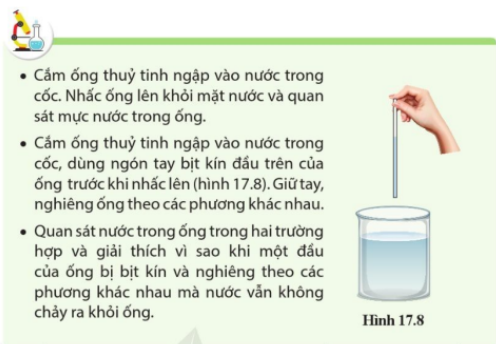 • Cắm ống thuỷ tinh ngập vào nước trong
cốc. Nhấc ống lên khỏi mặt nước và quan
sát mực nước trong ống.
• Cắm ống thuỷ tinh ngập vào nước trong
cốc, dùng ngón tay bịt kín đầu trên của
ống trước khi nhấc lên (hình 17.8). Giữ tay,
nghiêng ống theo các phương khác nhau.
• Quan sát nước trong ống trong hai trường
hợp và giải thích vì sao khi một đầu
của ống bị bịt kín và nghiêng theo các
phương khác nhau mà nước vẫn không
chảy ra khỏi ống.
Hình 17.8